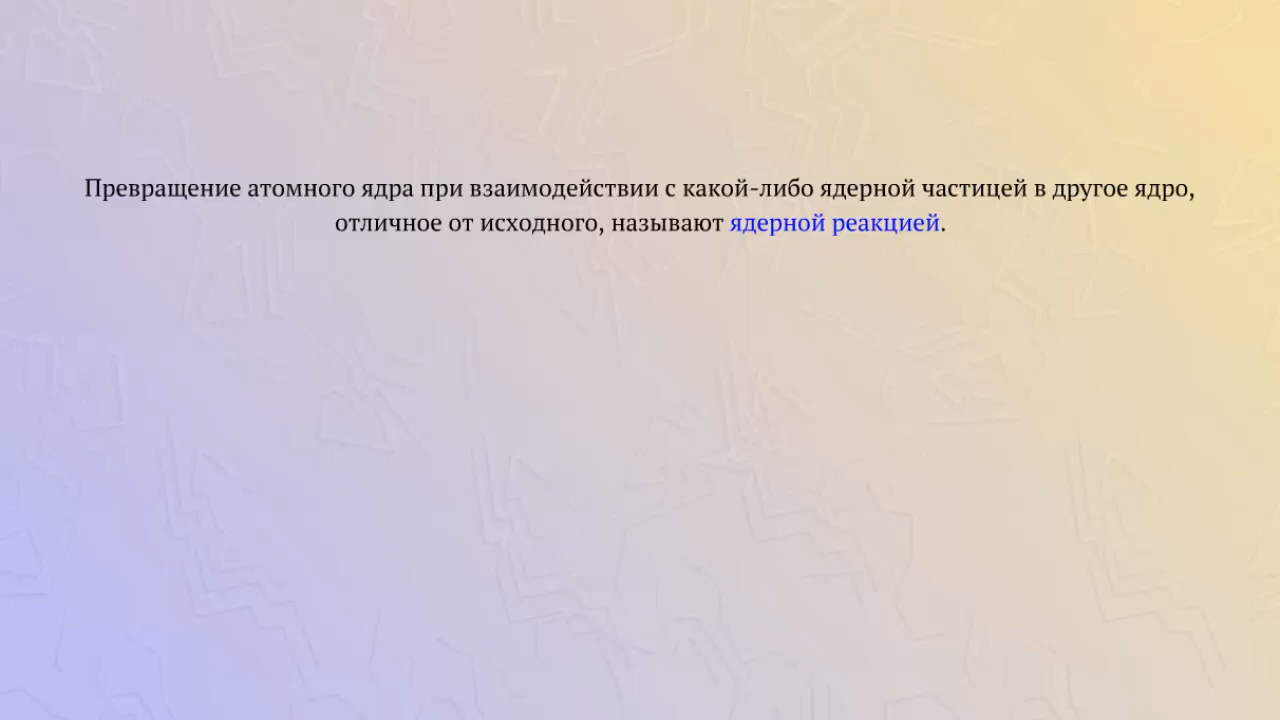 Превращение атомного ядра при взаимодействии с какой-либо ядерной частицей в другое ядро,
отличное от исходного, называют ядерной реакцией.